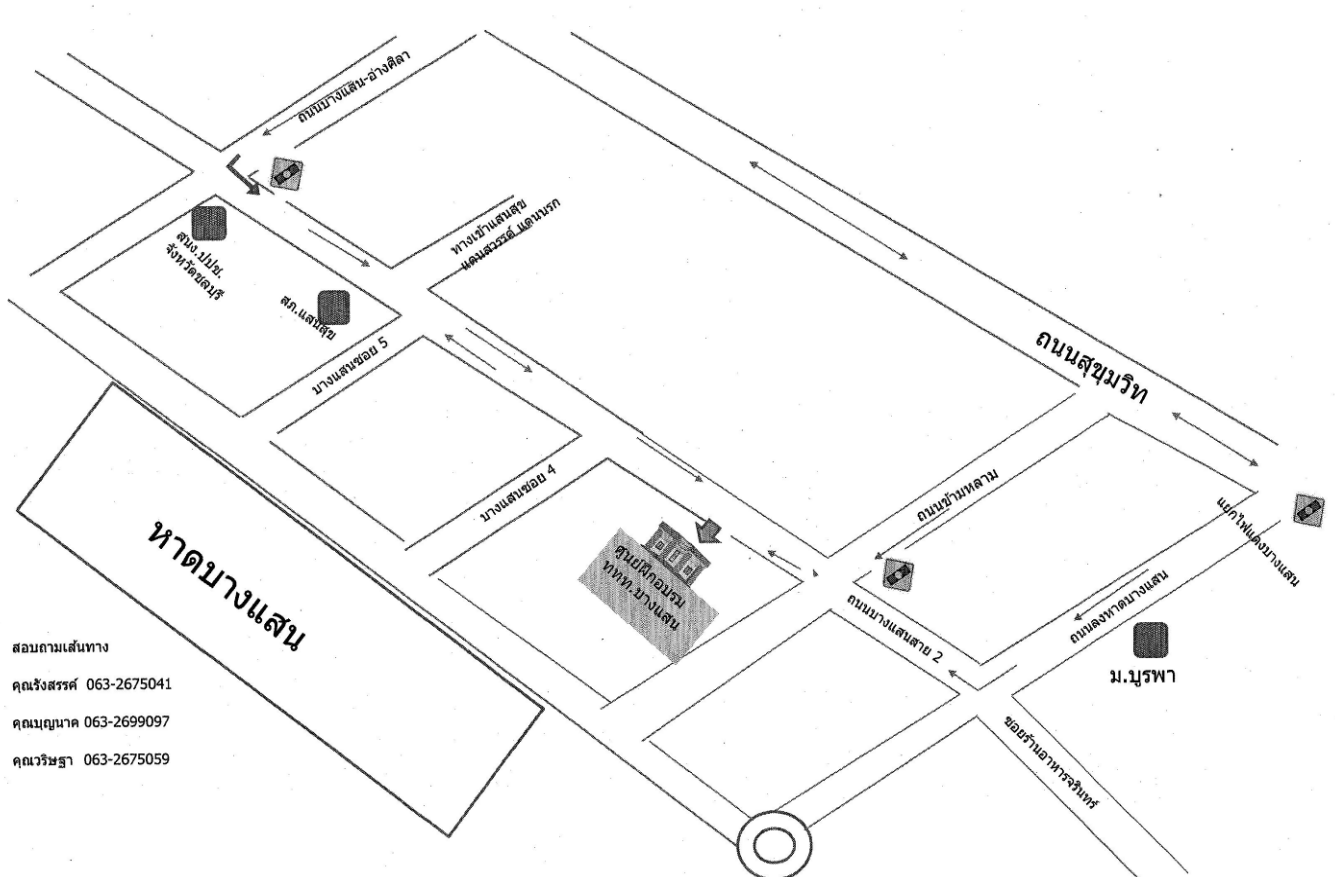 ถนนบางแสน-อ่างศิลา
ทางเข้าแสนสุข
แดนสวรรค์ แดนนรก
สนง.ปปช.
จังหวัดชลบุรี
สภ.แสนสุข
บางแสนซอย 5
ถนนสุขุมวิท
บางแสนซอย 4
ถนนข้าวหลาม
แยกไฟแดงบางแสน
หาดบางแสน
ศูนย์ฝึกอบรม
ททท.บางแสน
ถนนบางแสนสาย 2
ถนนลงหาดบางแสน
ม.บูรพา
ซอยร้านอาหารจรินทร์
สอบถามเส้นทาง
คุณรังสรรค์ 063-2675041
คุณบุญนาค 063-2699097
คุณวริษฐา 063-2675059